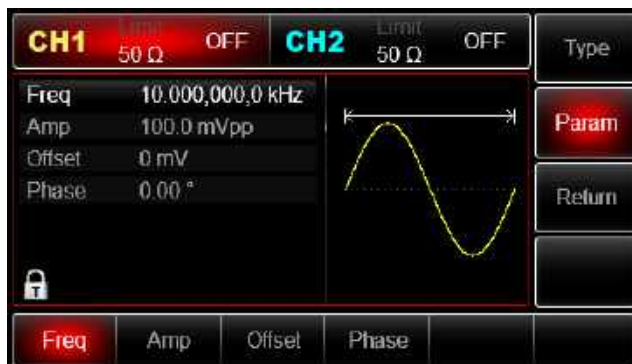 CH1 Limit OFF
50 Ω
CH2 Limit OFF
50 Ω
Type
Freq 10.000,000,0 kHz
Amp 100.0 mVpp
Offset 0 mV
Phase 0.00 °
Param
Return
T
Freq Amp Offset Phase